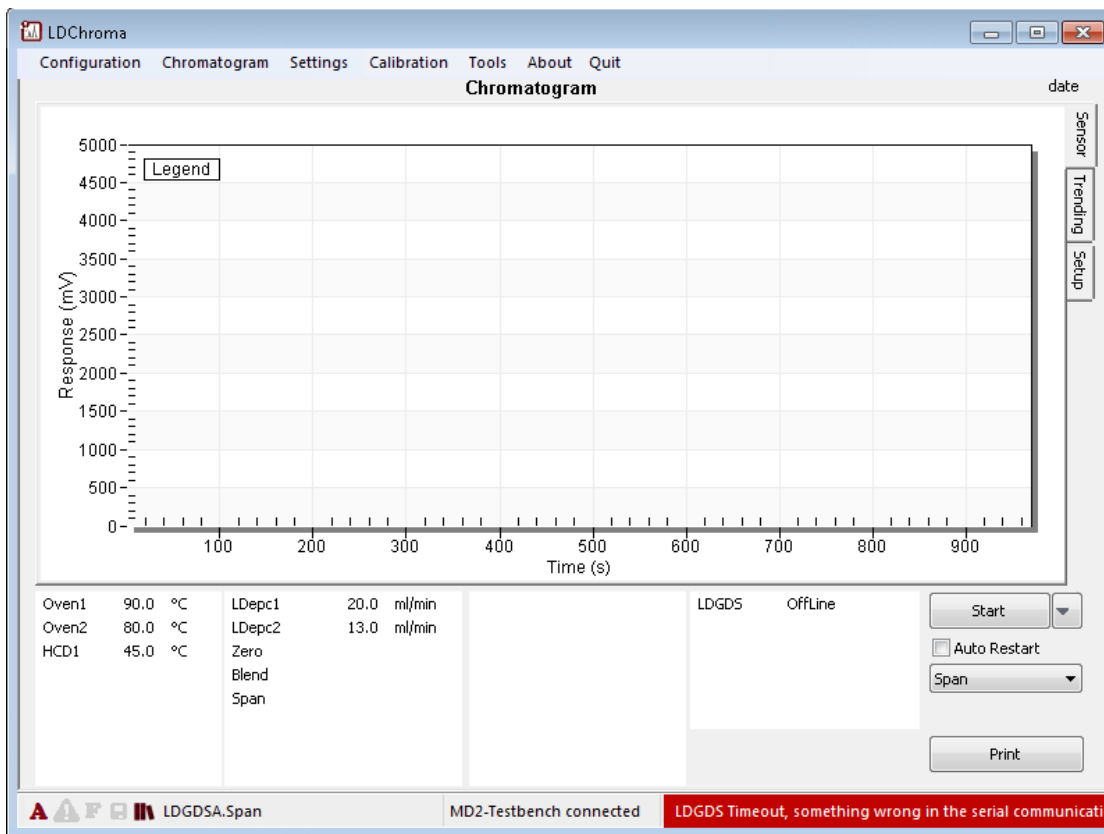 LDChroma
Configuration Chromatogram Settings Calibration Tools About Quit
Chromatogram
date
Sensor
Trending
Setup
Legend
Response (mV)
5000
4500
4000
3500
3000
2500
2000
1500
1000
500
0
100 200 300 400 500 600 700 800 900
Time (s)
Oven1 90.0 °C
Oven2 80.0 °C
HCD1 45.0 °C
LDepc1 20.0 ml/min
LDepc2 13.0 ml/min
Zero
Blend
Span
LDGDS OffLine
Start
Auto Restart
Span
Print
A F LDGDSA.Span
MD2-Testbench connected
LDGDS Timeout, something wrong in the serial communicati